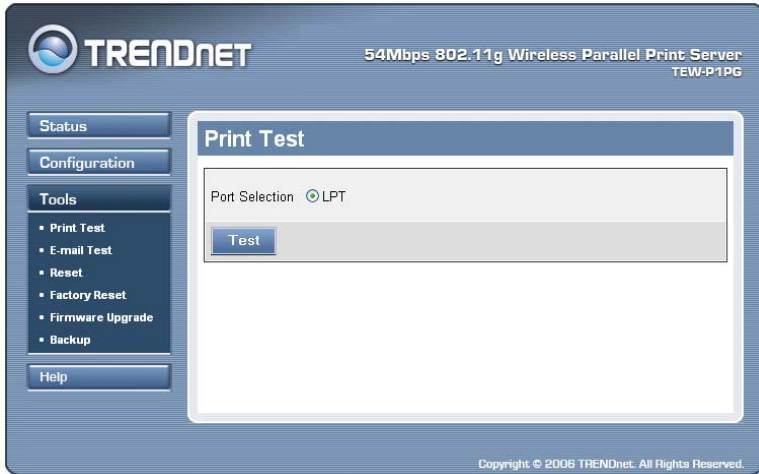 TRENDnet
54Mbps 802.11g Wireless Parallel Print Server
TEW-P1PG
Status
Configuration
Tools
• Print Test
• E-mail Test
• Reset
• Factory Reset
• Firmware Upgrade
• Backup
Help
Print Test
Port Selection LPT
Test
Copyright © 2006 TRENDnet. All Rights Reserved.